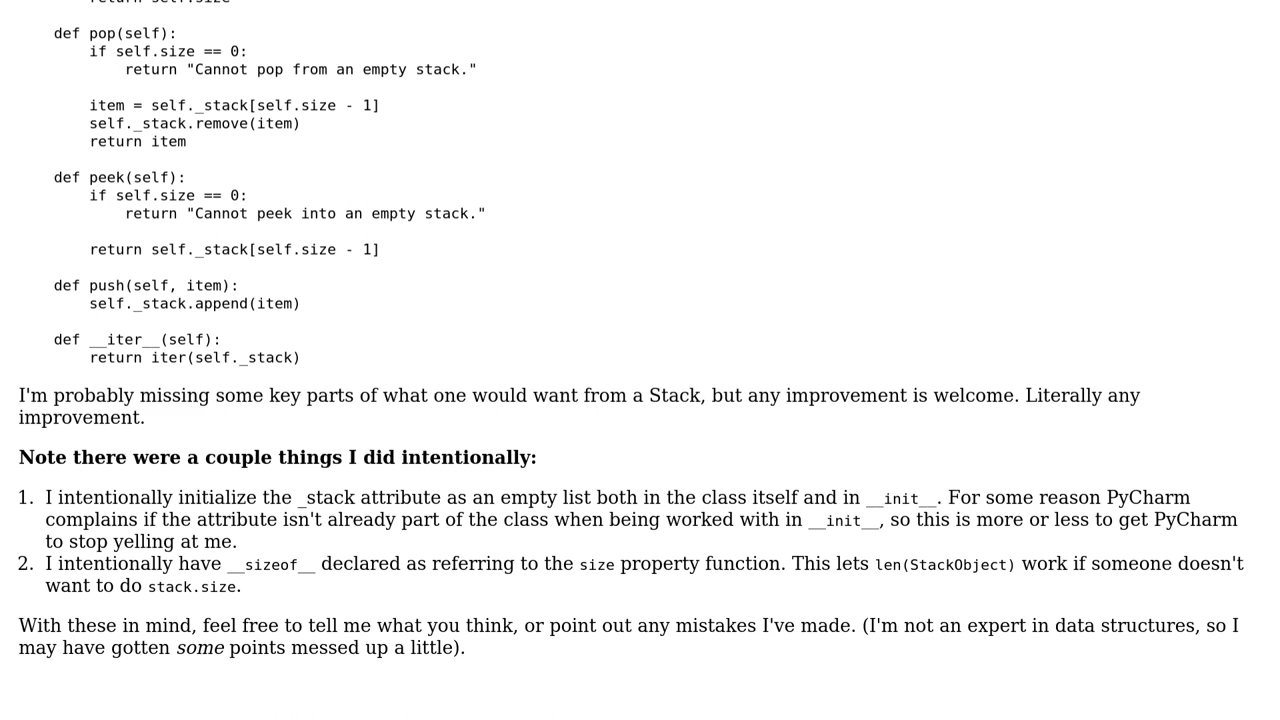 return self.size
def pop(self):
if self.size == 0:
return "Cannot pop from an empty stack."
item = self._stack[self.size - 1]
self._stack.remove(item)
return item
def peek(self):
if self.size == 0:
return "Cannot peek into an empty stack."
return self._stack[self.size - 1]
def push(self, item):
self._stack.append(item)
def __iter__(self):
return iter(self._stack)
I'm probably missing some key parts of what one would want from a Stack, but any improvement is welcome. Literally any
improvement.
Note there were a couple things I did intentionally:
1. I intentionally initialize the _stack attribute as an empty list both in the class itself and in __init__. For some reason PyCharm
complains if the attribute isn't already part of the class when being worked with in __init__, so this is more or less to get PyCharm
to stop yelling at me.
2. I intentionally have __sizeof__ declared as referring to the size property function. This lets len(StackObject) work if someone doesn't
want to do stack.size.
With these in mind, feel free to tell me what you think, or point out any mistakes I've made. (I'm not an expert in data structures, so I
may have gotten some points messed up a little).